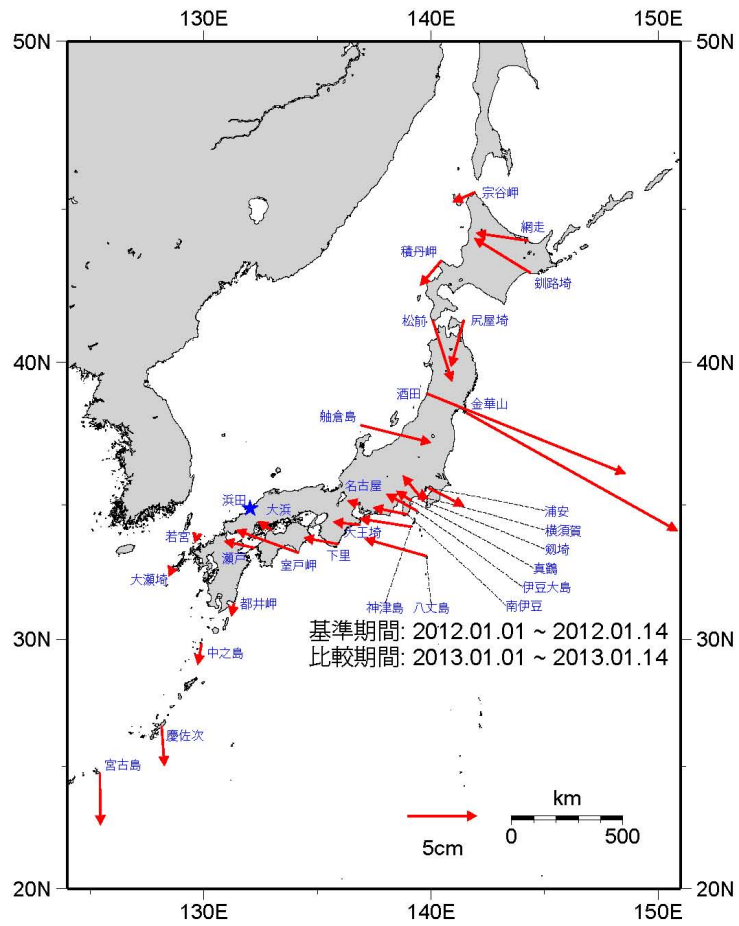 130E 140E 150E
50N 50N
宗谷岬
網走
積丹岬
釧路埼
松前 尻屋埼
40N 40N
酒田 金華山
舳倉島
名古屋
浜田 大浜
浦安
若宮 大王埼 横須賀
瀬戸 室戸岬 下里 剱埼
大瀬埼 真鶴
伊豆大島
都井岬 神津島 八丈島 南伊豆
30N 30N
基準期間: 2012.01.01 ~ 2012.01.14
比較期間: 2013.01.01 ~ 2013.01.14
中之島
慶佐次
宮古島
km
5cm 0 500
20N 20N
130E 140E 150E